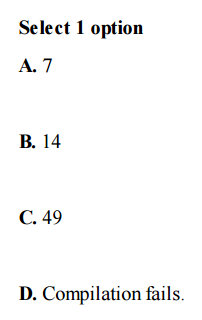 Select 1 option
A. 7
B. 14
C. 49
D. Compilation fails.